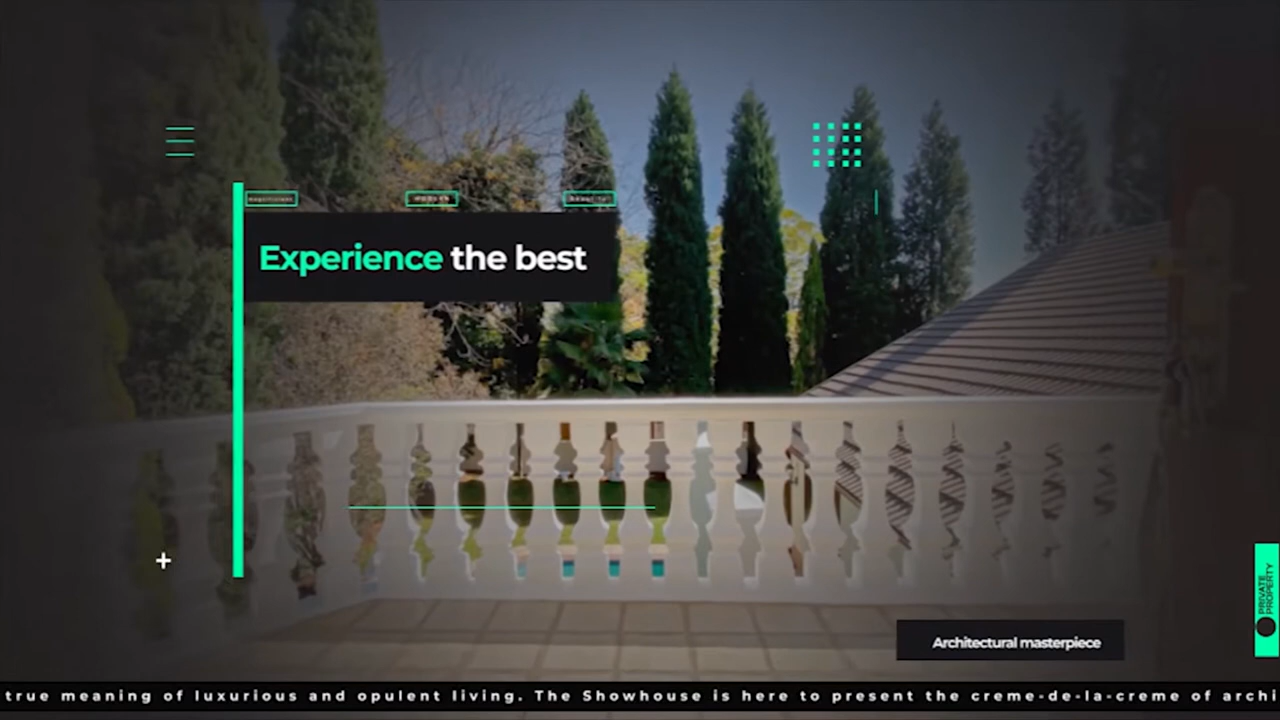 Experience the best
Architectural masterpiece
PRIVATE
PROPERTY
true meaning of luxurious and opulent living. The Showhouse is here to present the creme-de-la-creme of archi